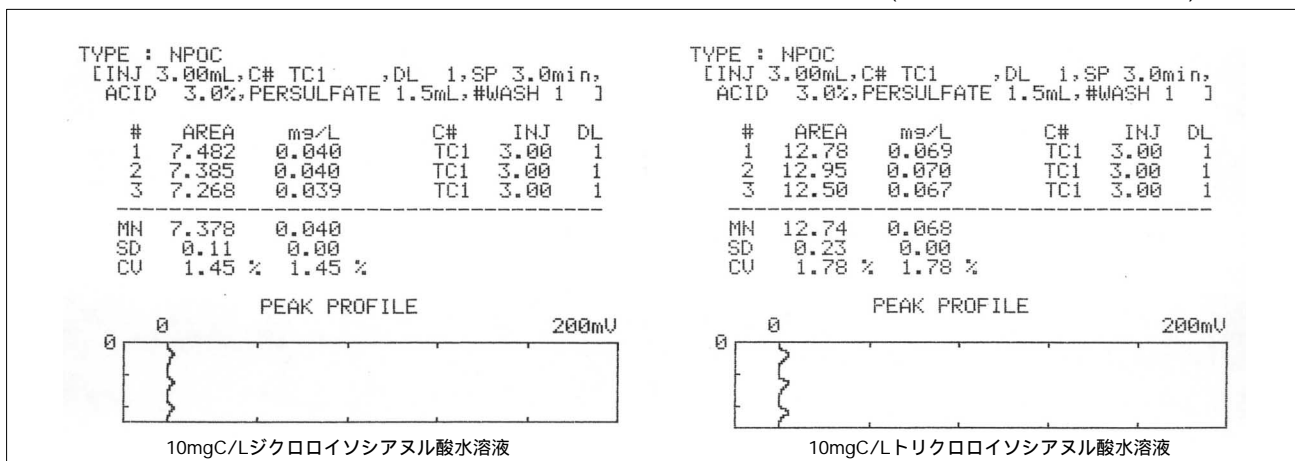 TYPE : NPOC
[INJ 3.00mL,C# TC1 ,DL 1,SP 3.0min,
ACID 3.0%,PERSULFATE 1.5mL,#WASH 1 ]
# AREA mg/L C# INJ DL
1 7.482 0.040 TC1 3.00 1
2 7.385 0.040 TC1 3.00 1
3 7.268 0.039 TC1 3.00 1
MN 7.378 0.040
SD 0.11 0.00
CV 1.45 % 1.45 %
PEAK PROFILE
0 200mV
0
10mgC/Lジクロロイソシアヌル酸水溶液
TYPE : NPOC
[INJ 3.00mL,C# TC1 ,DL 1,SP 3.0min,
ACID 3.0%,PERSULFATE 1.5mL,#WASH 1 ]
# AREA mg/L C# INJ DL
1 12.78 0.069 TC1 3.00 1
2 12.95 0.070 TC1 3.00 1
3 12.50 0.067 TC1 3.00 1
MN 12.74 0.068
SD 0.23 0.00
CV 1.78 % 1.78 %
PEAK PROFILE
0 200mV
0
10mgC/Lトリクロロイソシアヌル酸水溶液